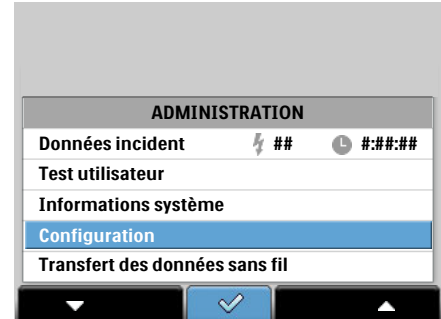 ADMINISTRATION
Données incident ## #:##:##
Test utilisateur
Informations système
Configuration
Transfert des données sans fil